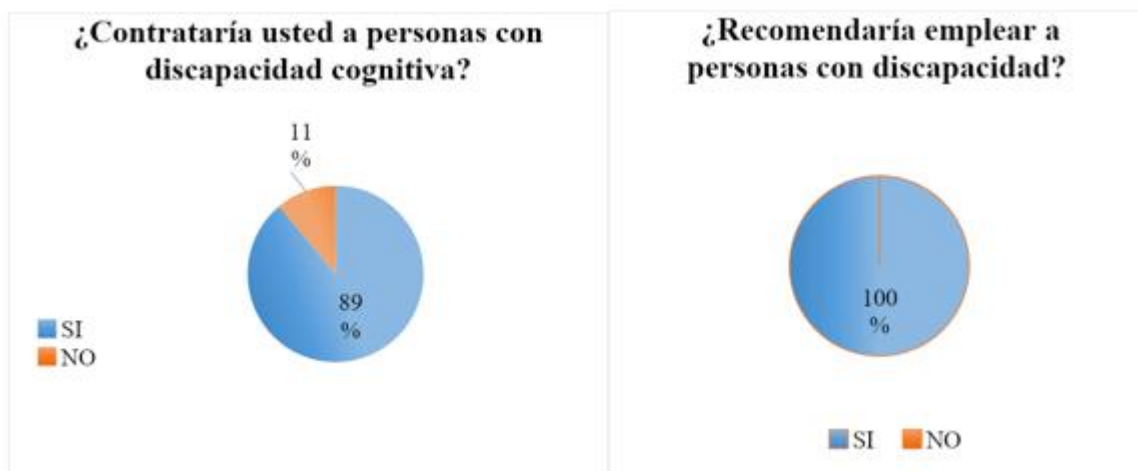 ¿Contrataría usted a personas con
discapacidad cognitiva?
11
%
89
%
SI
NO
¿Recomendaría emplear a
personas con discapacidad?
100
%
SI NO